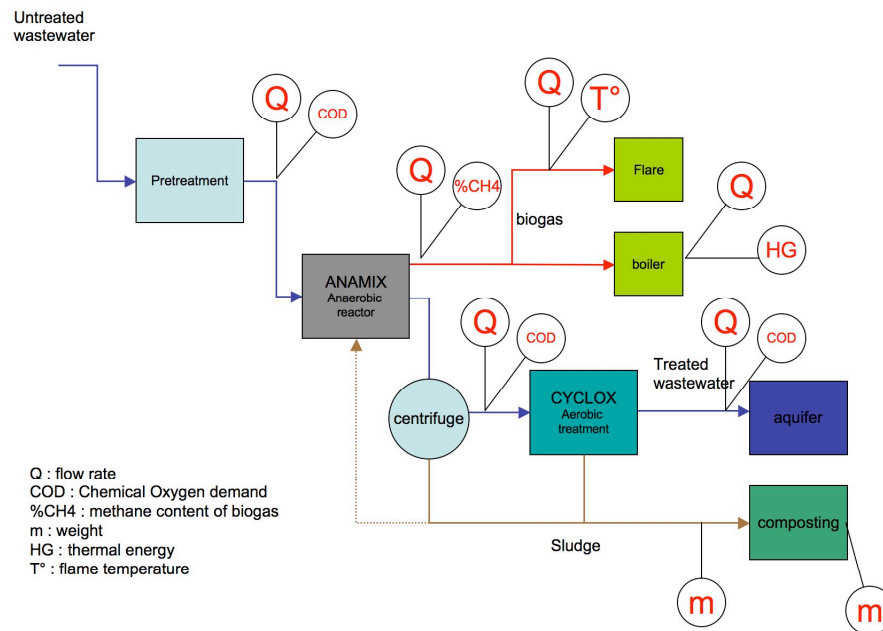 Untreated
wastewater
Q
COD
Pretreatment
Q
%CH4
Q
T°
Flare
biogas
Q
HG
boiler
ANAMIX
Anaerobic
reactor
Q
COD
Q
COD
Treated
wastewater
centrifuge
CYCLOX
Aerobic
treatment
aquifer
Q : flow rate
COD : Chemical Oxygen demand
%CH4 : methane content of biogas
m : weight
HG : thermal energy
T° : flame temperature
Sludge
composting
m
m